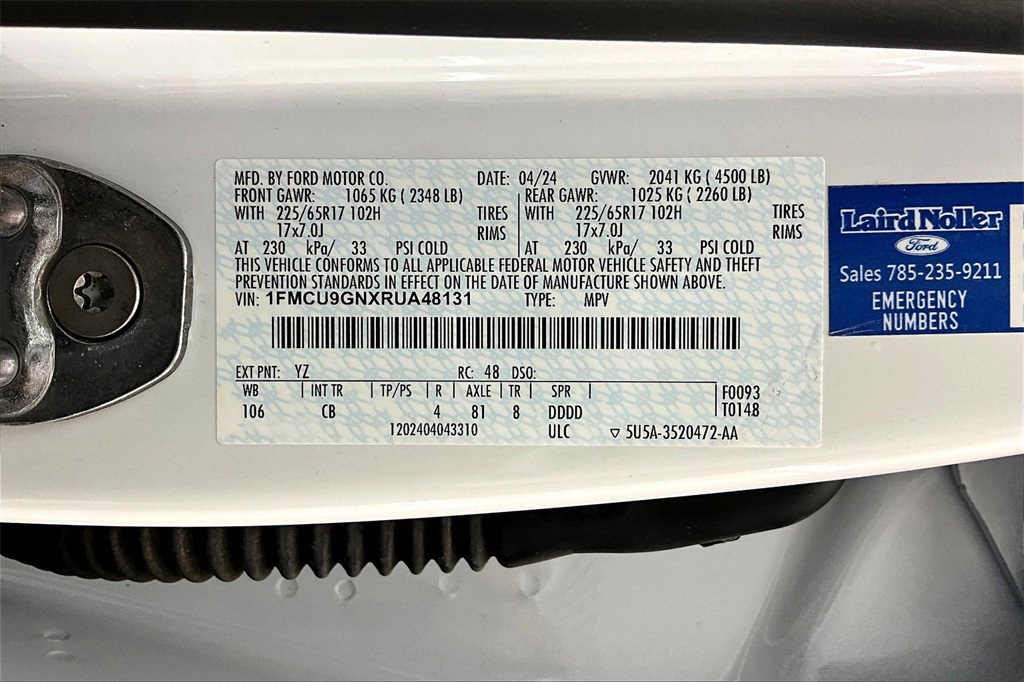 MFD. BY FORD MOTOR CO. DATE: 04/24 GVWR: 2041 KG ( 4500 LB)
FRONT GAWR: 1065 KG ( 2348 LB) REAR GAWR: 1025 KG ( 2260 LB)
WITH 225/65R17 102H TIRES WITH 225/65R17 102H TIRES
17x7.0J RIMS 17x7.0J RIMS
AT 230 kPa/ 33 PSI COLD AT 230 kPa/ 33 PSI COLD
THIS VEHICLE CONFORMS TO ALL APPLICABLE FEDERAL MOTOR VEHICLE SAFETY AND THEFT
PREVENTION STANDARDS IN EFFECT ON THE DATE OF MANUFACTURE SHOWN ABOVE.
VIN: 1FMCU9GNXRUA48131 TYPE: MPV
EXT PNT: YZ RC: 48 DSO:
WB INT TR TP/PS R AXLE TR SPR F0093
106 CB 4 81 8 DDDD T0148
1202404043310 ULC ▽ 5U5A-3520472-AA
Laird Noller
Ford
Sales 785-235-9211
EMERGENCY
NUMBERS